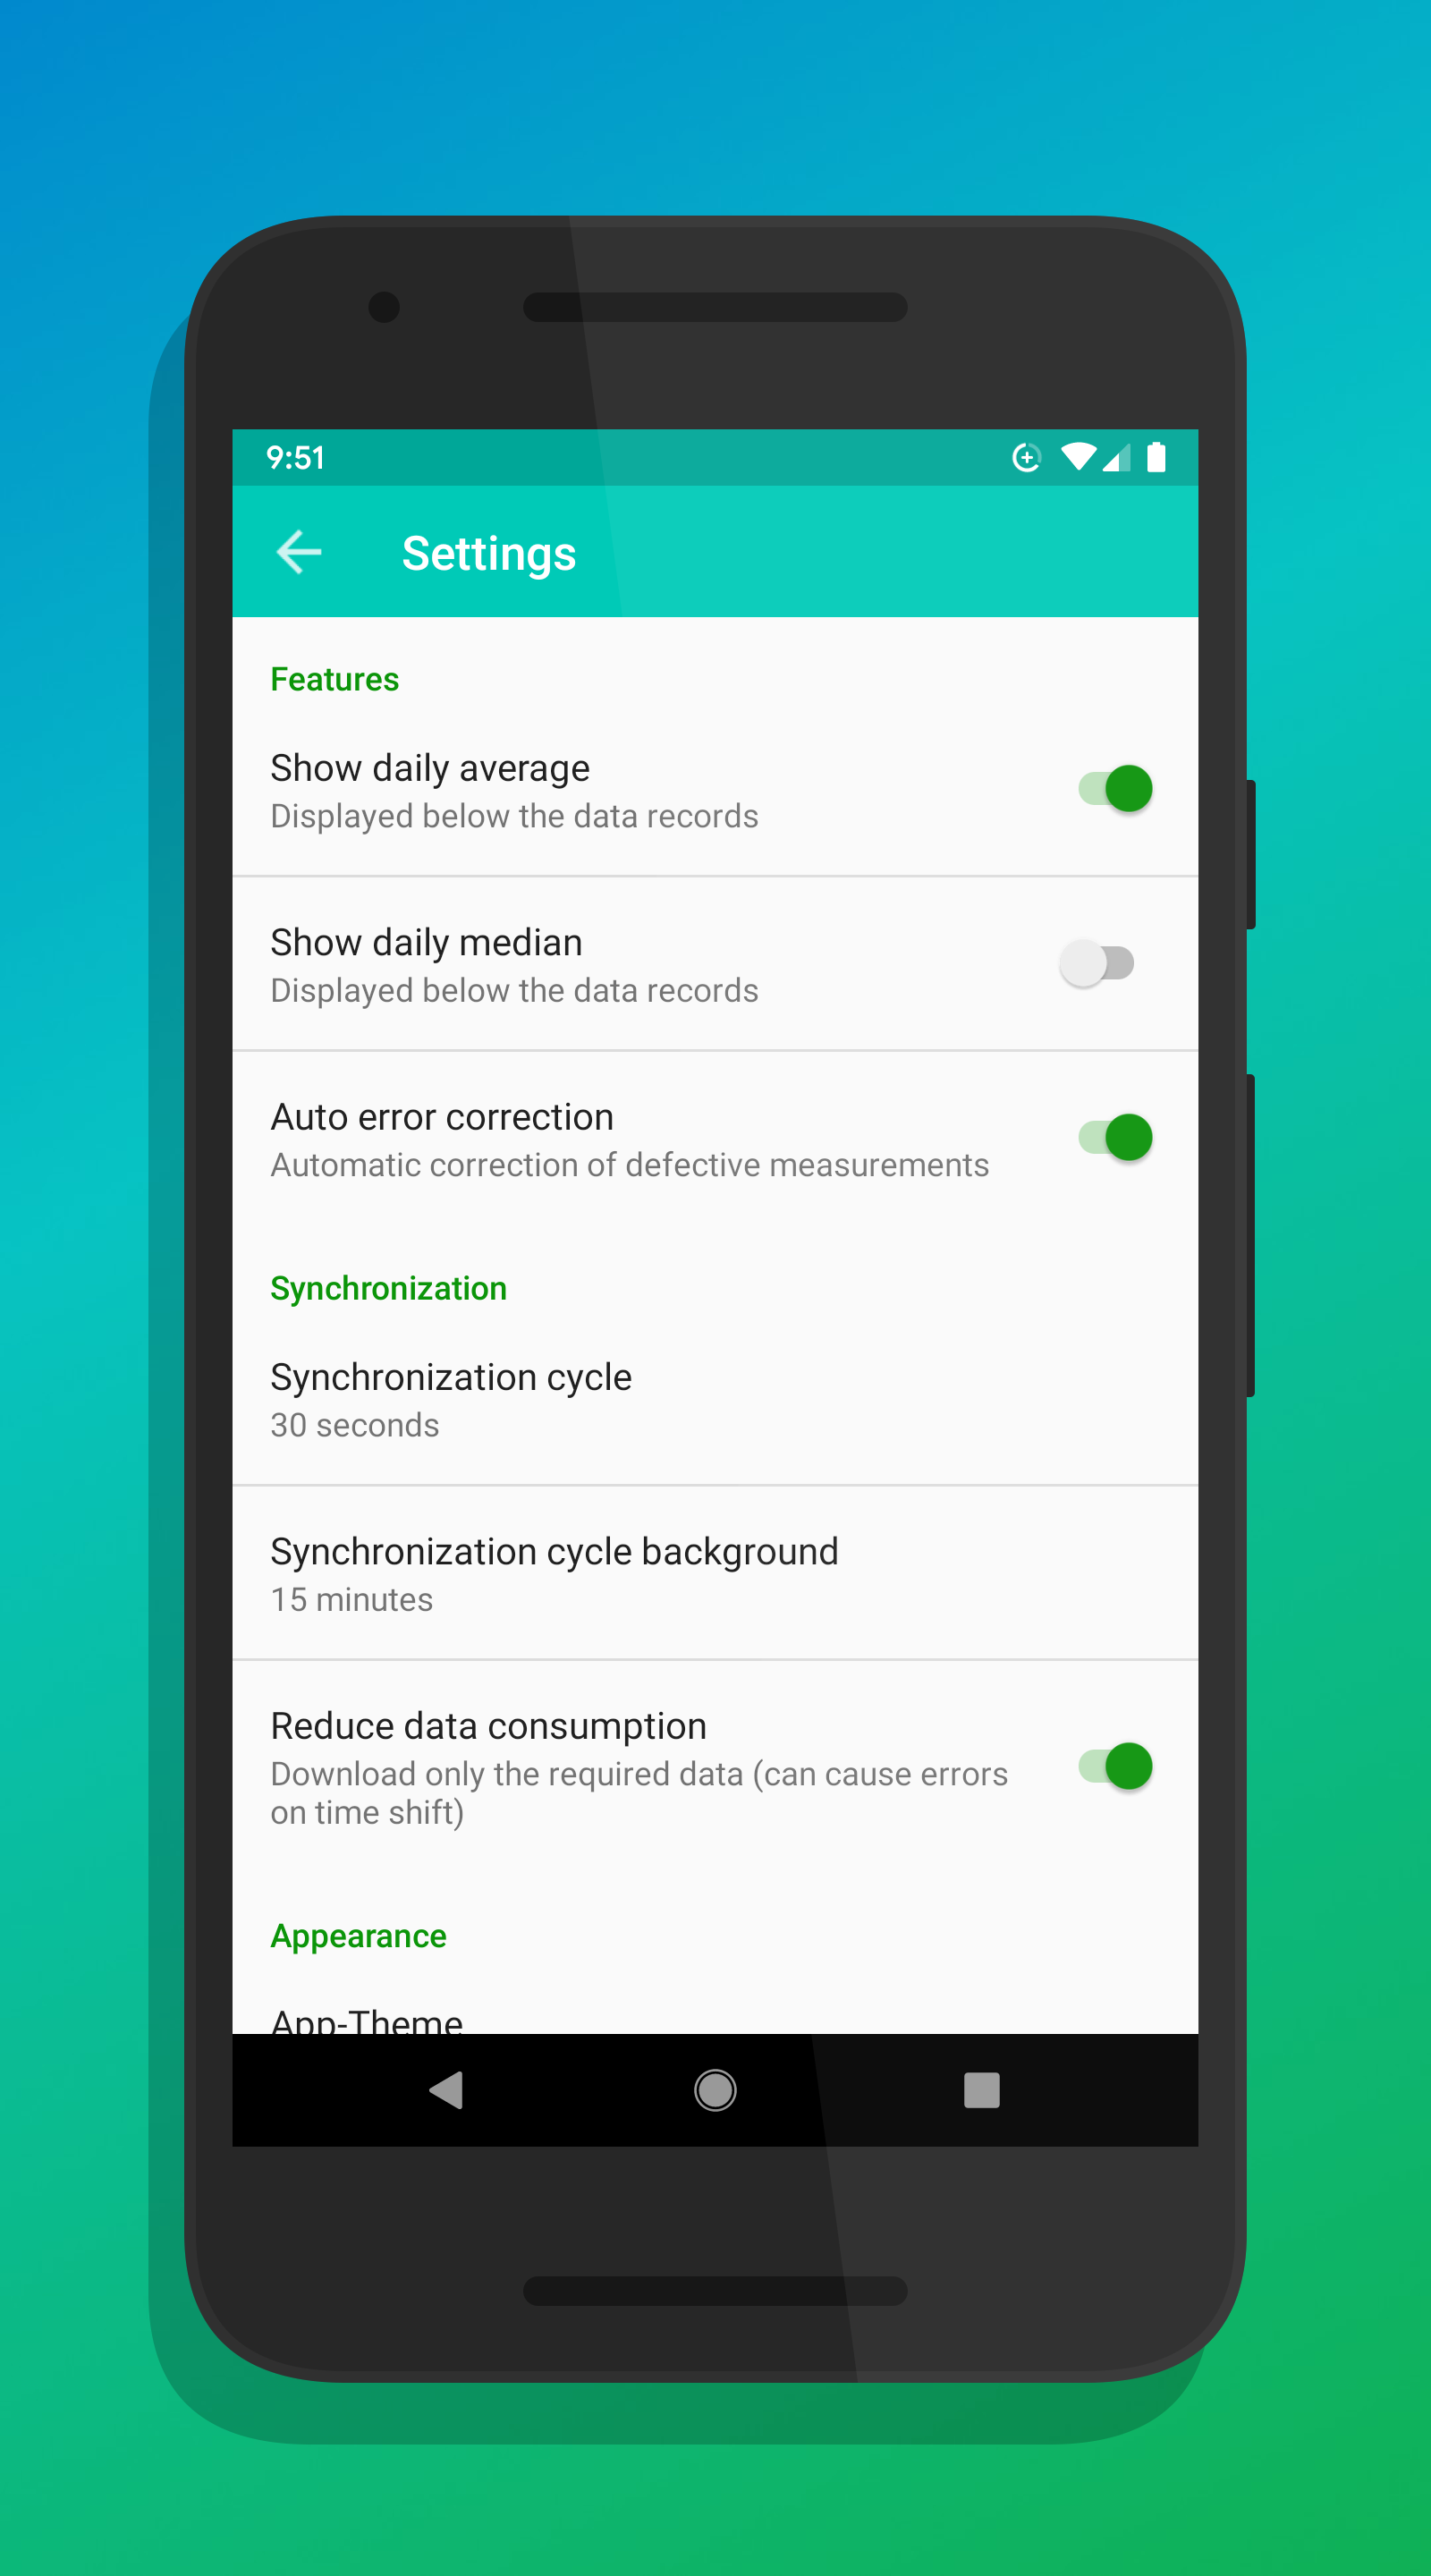 9:51
Settings
Features
Show daily average
Displayed below the data records
Show daily median
Displayed below the data records
Auto error correction
Automatic correction of defective measurements
Synchronization
Synchronization cycle
30 seconds
Synchronization cycle background
15 minutes
Reduce data consumption
Download only the required data (can cause errors
on time shift)
Appearance
App-Theme